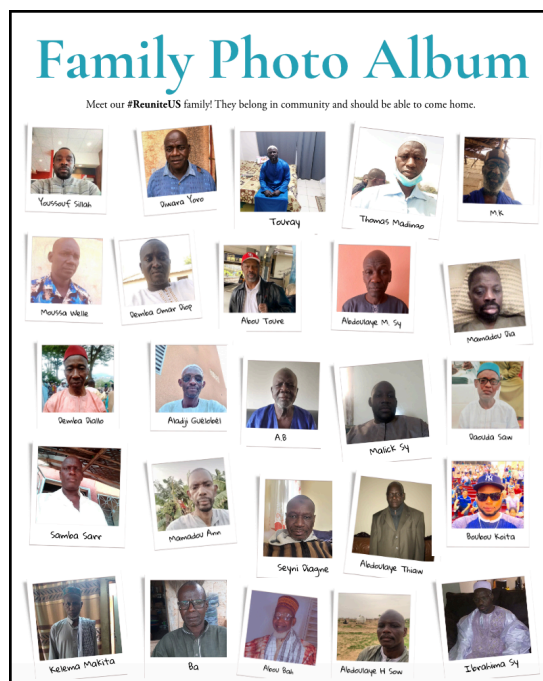 Family Photo Album
Meet our #ReuniteUS family! They belong in community and should be able to come home.
Youssouf Sillah
Diwara Yoro
Touray
Thomas Madinao
M.K
Moussa Welle
Demba Omar Diop
Abou Toure
Abdoulaye M. Sy
Mamadou Dia
Demba Diallo
Aladji Guelobel
A.B
Malick Sy
Daouda Saw
Samba Sarr
Mamadou Ann
Seyni Diagne
Abdoulaye Thiaw
Boubou Koita
Kelema Makita
Ba
Abou Bah
Abdoulaye H Sow
Ibrahima Sy